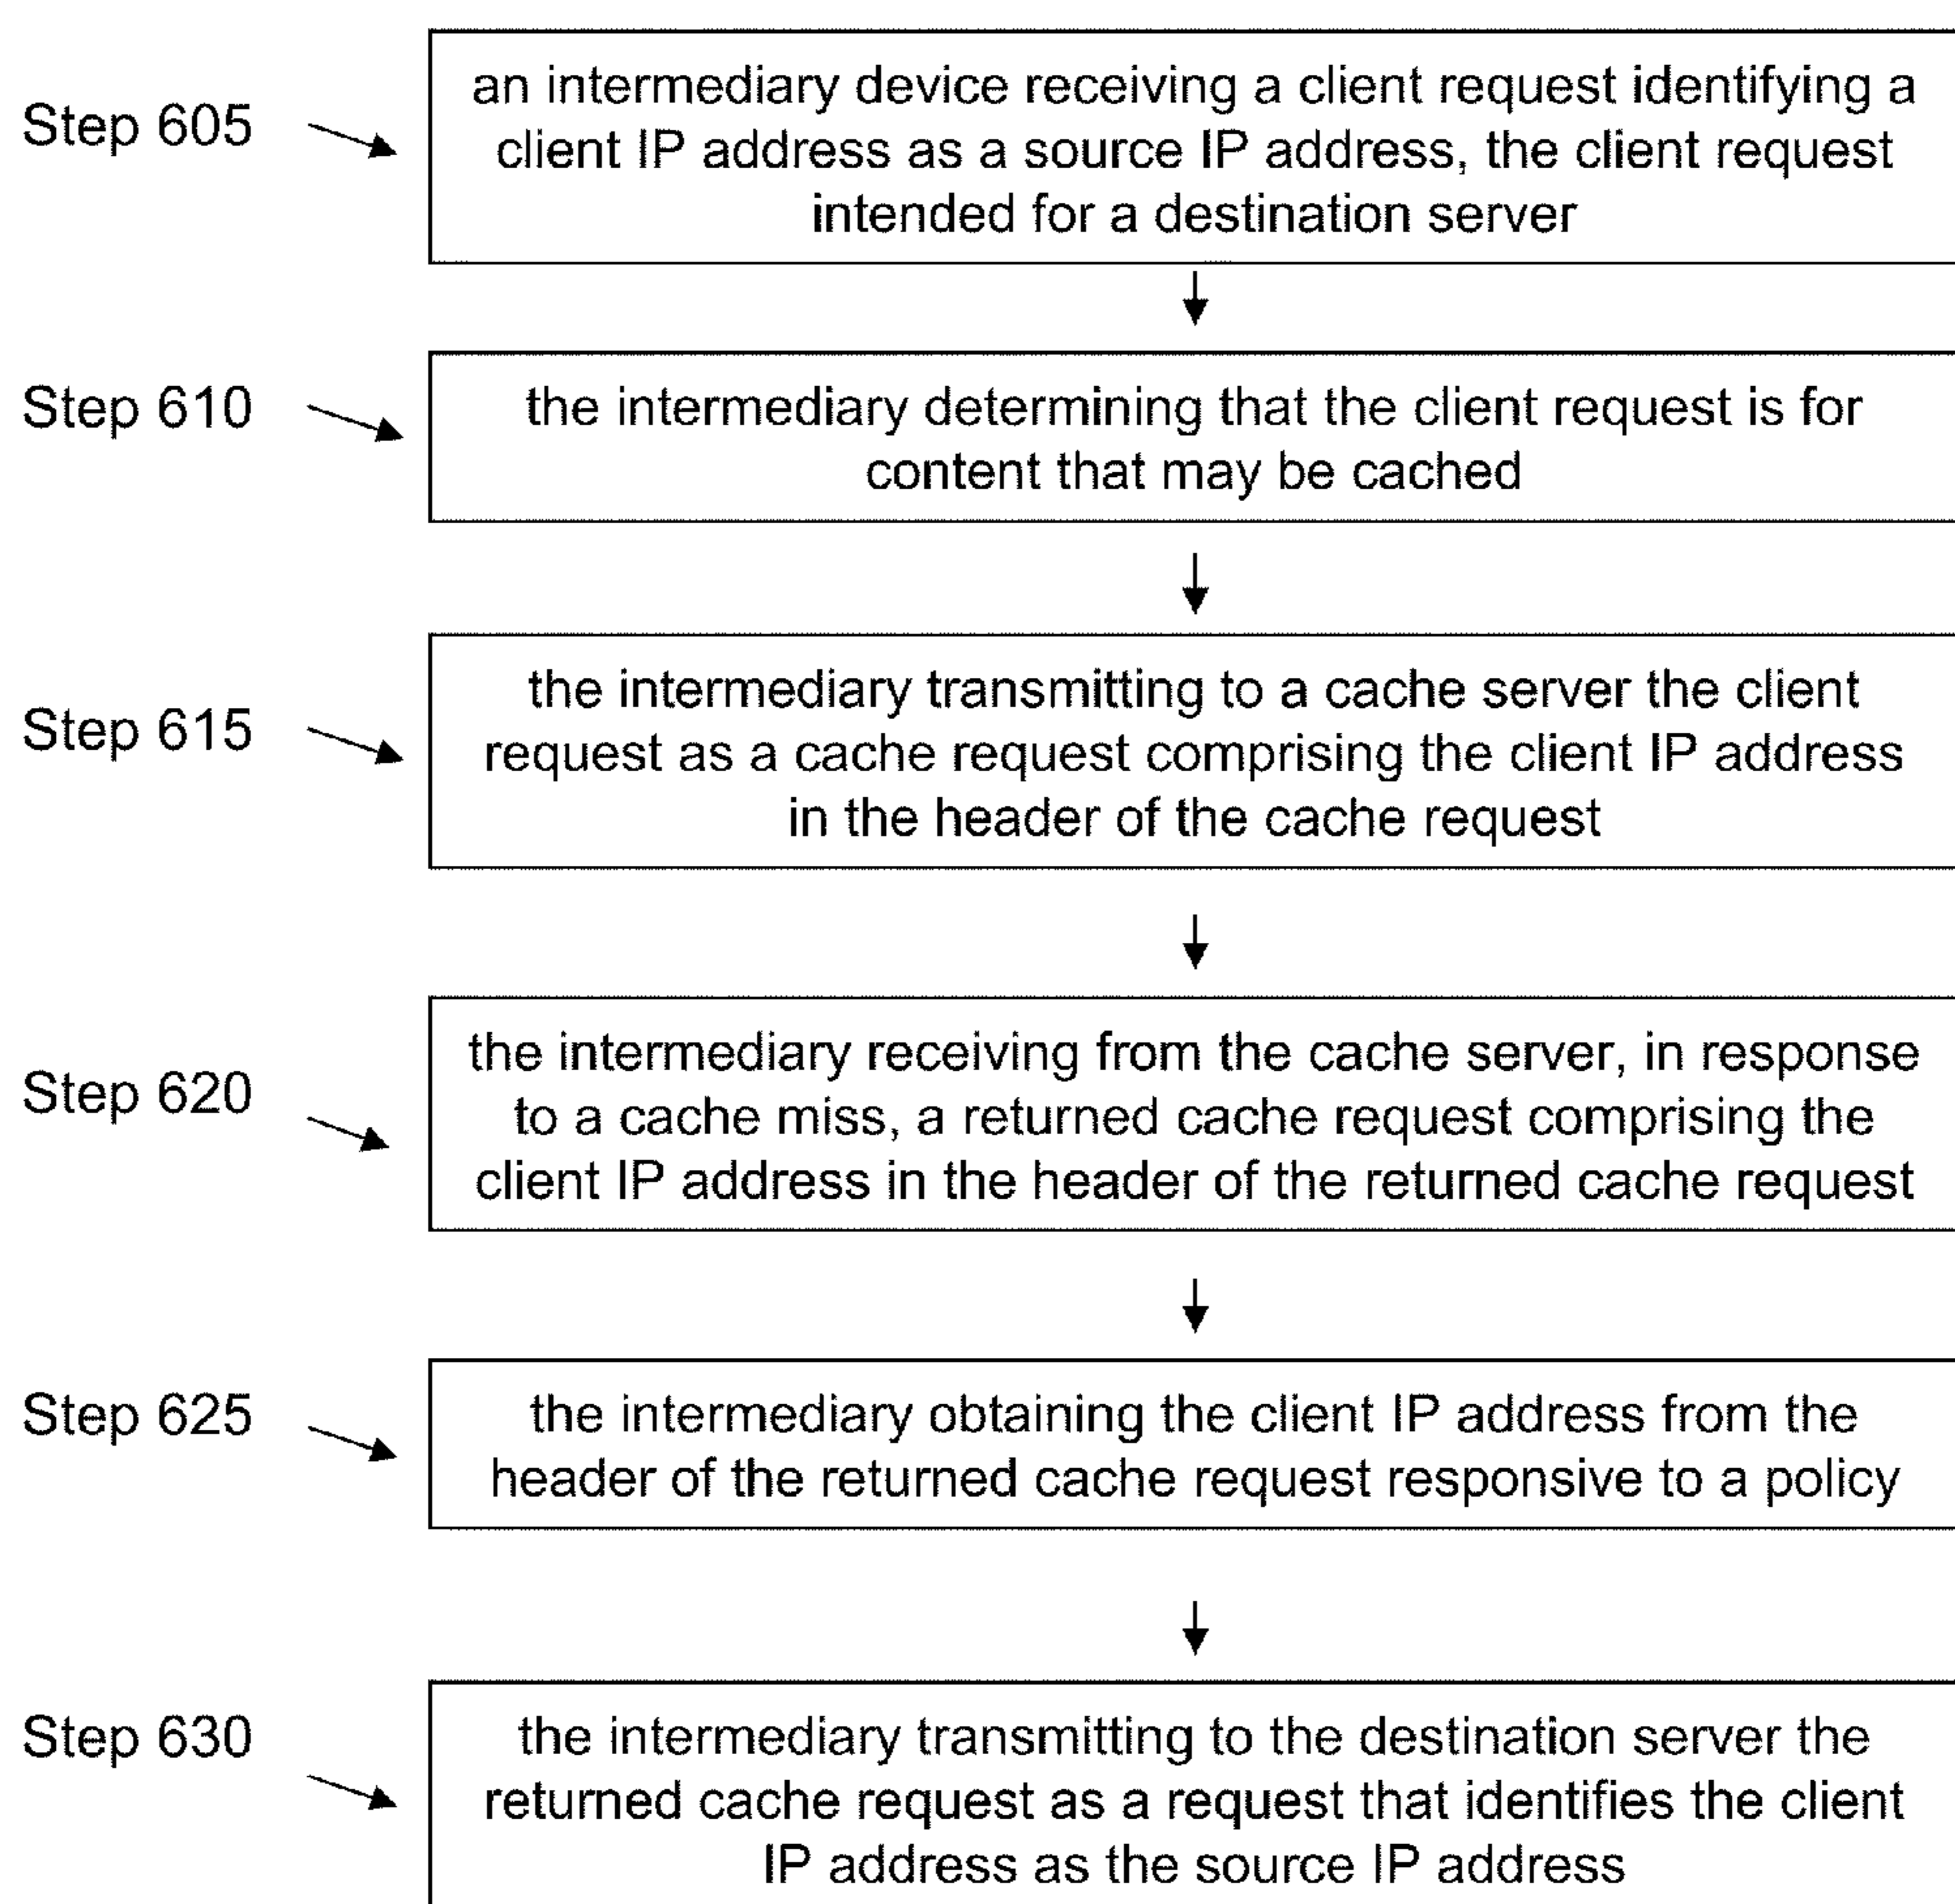 Step 605
an intermediary device receiving a client request identifying a
client IP address as a source IP address, the client request
intended for a destination server
Step 610
the intermediary determining that the client request is for
content that may be cached
Step 615
the intermediary transmitting to a cache server the client
request as a cache request comprising the client IP address
in the header of the cache request
Step 620
the intermediary receiving from the cache server, in response
to a cache miss, a returned cache request comprising the
client IP address in the header of the returned cache request
Step 625
the intermediary obtaining the client IP address from the
header of the returned cache request responsive to a policy
Step 630
the intermediary transmitting to the destination server the
returned cache request as a request that identifies the client
IP address as the source IP address